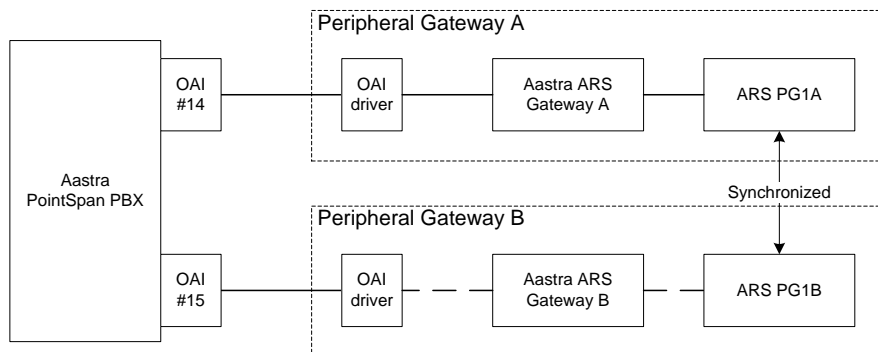 Peripheral Gateway A
OAI
#14
OAI
driver
Aastra ARS
Gateway A
ARS PG1A
Aastra
PointSpan PBX
Synchronized
Peripheral Gateway B
OAI
#15
OAI
driver
Aastra ARS
Gateway B
ARS PG1B